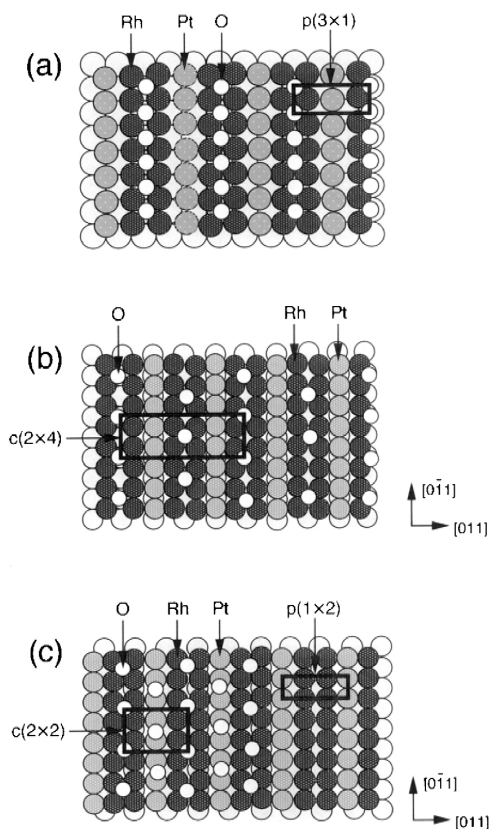 Rh Pt O p(3×1)
(a)
O Rh Pt
(b)
c(2×4)
[01̄1]
[011]
O Rh Pt p(1×2)
(c)
c(2×2)
[01̄1]
[011]